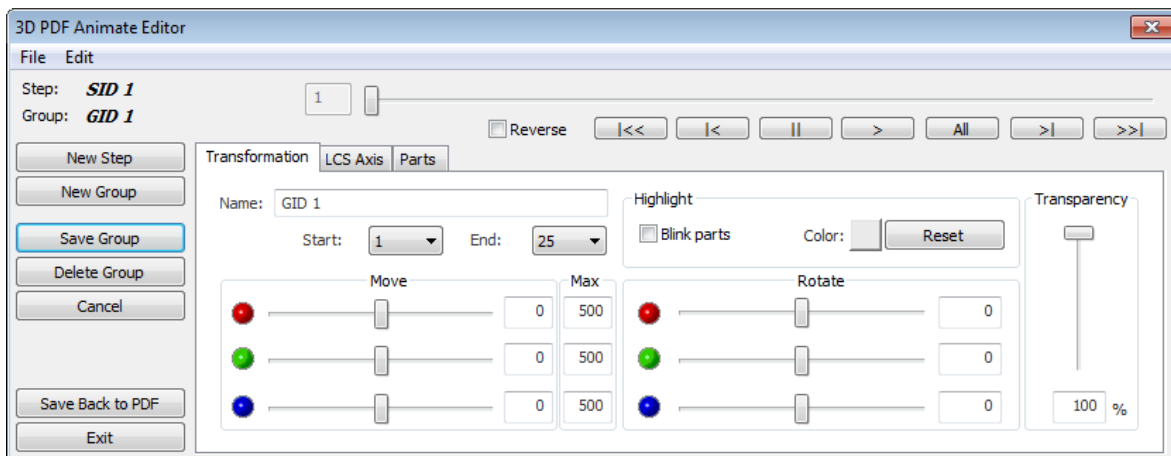 3D PDF Animate Editor
File Edit
Step: SID 1
Group: GID 1
1
Reverse |<< |< || > All >| >>|
New Step
New Group
Save Group
Delete Group
Cancel
Save Back to PDF
Exit
Transformation LCS Axis Parts
Name: GID 1
Start: 1 End: 25
Highlight
Blink parts Color: Reset
Transparency
100 %
Move Max
0 500
0 500
0 500
Rotate
0
0
0